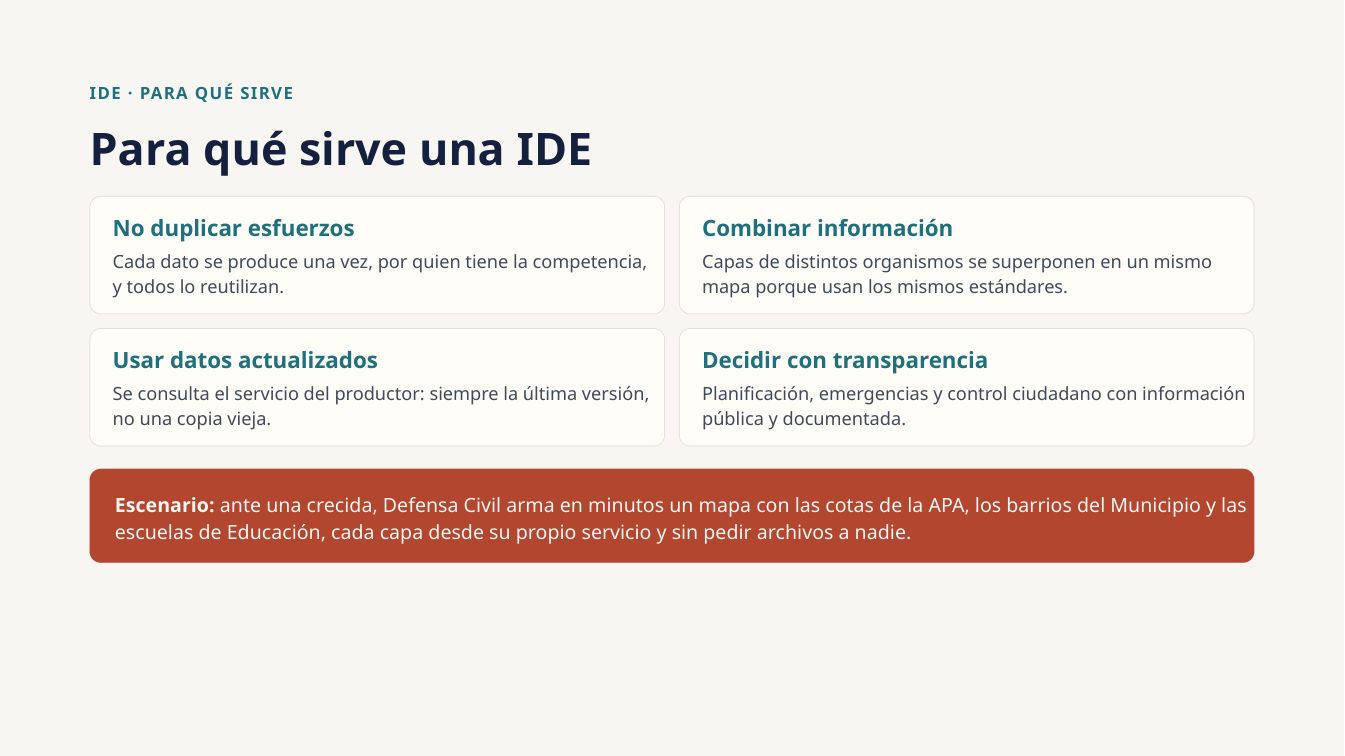 IDE · PARA QUÉ SIRVE
Para qué sirve una IDE
No duplicar esfuerzos
Cada dato se produce una vez, por quien tiene la competencia,
y todos lo reutilizan.
Combinar información
Capas de distintos organismos se superponen en un mismo
mapa porque usan los mismos estándares.
Usar datos actualizados
Se consulta el servicio del productor: siempre la última versión,
no una copia vieja.
Decidir con transparencia
Planificación, emergencias y control ciudadano con información
pública y documentada.
Escenario: ante una crecida, Defensa Civil arma en minutos un mapa con las cotas de la APA, los barrios del Municipio y las
escuelas de Educación, cada capa desde su propio servicio y sin pedir archivos a nadie.